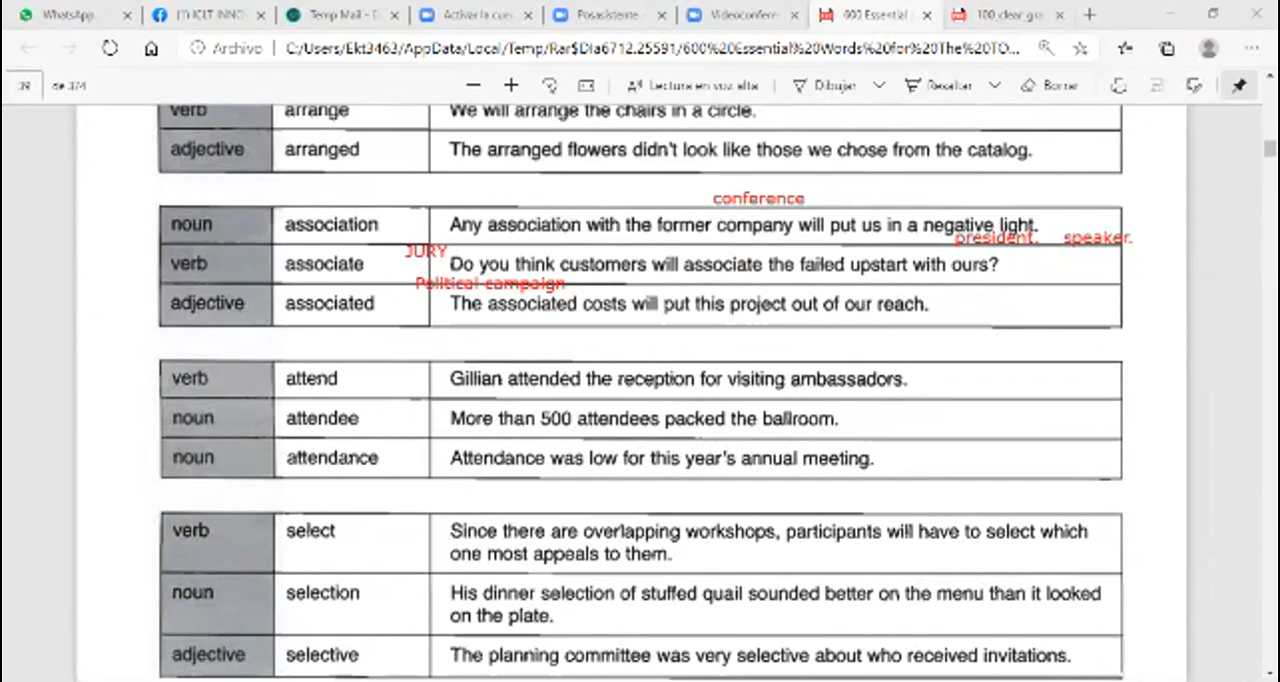 WhatsApp
Temp Mail - D
Activar la cuen
Posasistente
Videoconfere
600 Essential
100 clear gra
Archivo C:/Users/Ekt3463/AppData/Local/Temp/Rar$DIa6712.25591/600%20Essential%20Words%20for%20The%20TO...
39 de 374 Lectura en voz alta Dibujar Resaltar Borrar
verb arrange We will arrange the chairs in a circle.
adjective arranged The arranged flowers didn't look like those we chose from the catalog.
conference
noun association Any association with the former company will put us in a negative light.
president. speaker.
JURY
verb associate Do you think customers will associate the failed upstart with ours?
Political campaign
adjective associated The associated costs will put this project out of our reach.
verb attend Gillian attended the reception for visiting ambassadors.
noun attendee More than 500 attendees packed the ballroom.
noun attendance Attendance was low for this year's annual meeting.
verb select Since there are overlapping workshops, participants will have to select which
one most appeals to them.
noun selection His dinner selection of stuffed quail sounded better on the menu than it looked
on the plate.
adjective selective The planning committee was very selective about who received invitations.